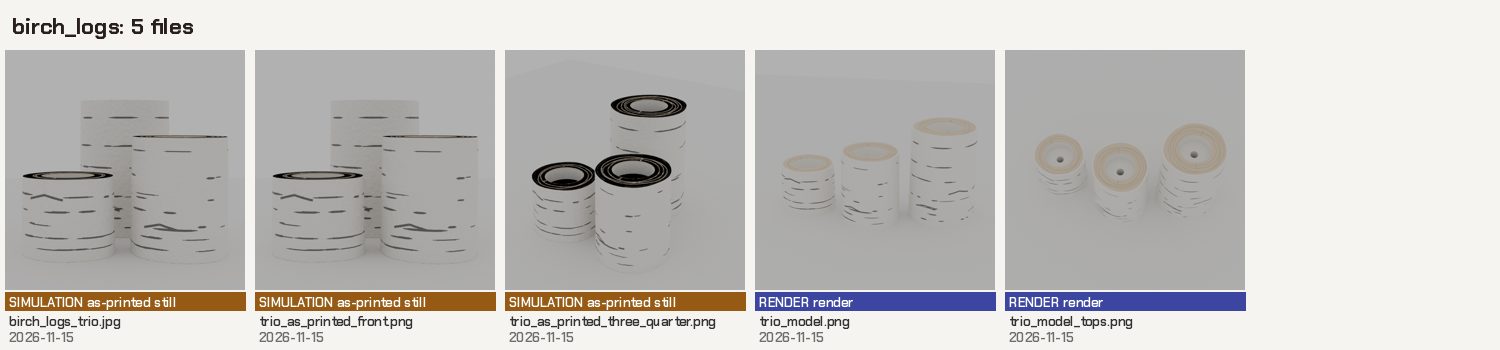 birch_logs: 5 files
SIMULATION as-printed still
SIMULATION as-printed still
SIMULATION as-printed still
RENDER render
RENDER render
birch_logs_trio.jpg
trio_as_printed_front.png
trio_as_printed_three_quarter.png
trio_model.png
trio_model_tops.png
2026-11-15
2026-11-15
2026-11-15
2026-11-15
2026-11-15